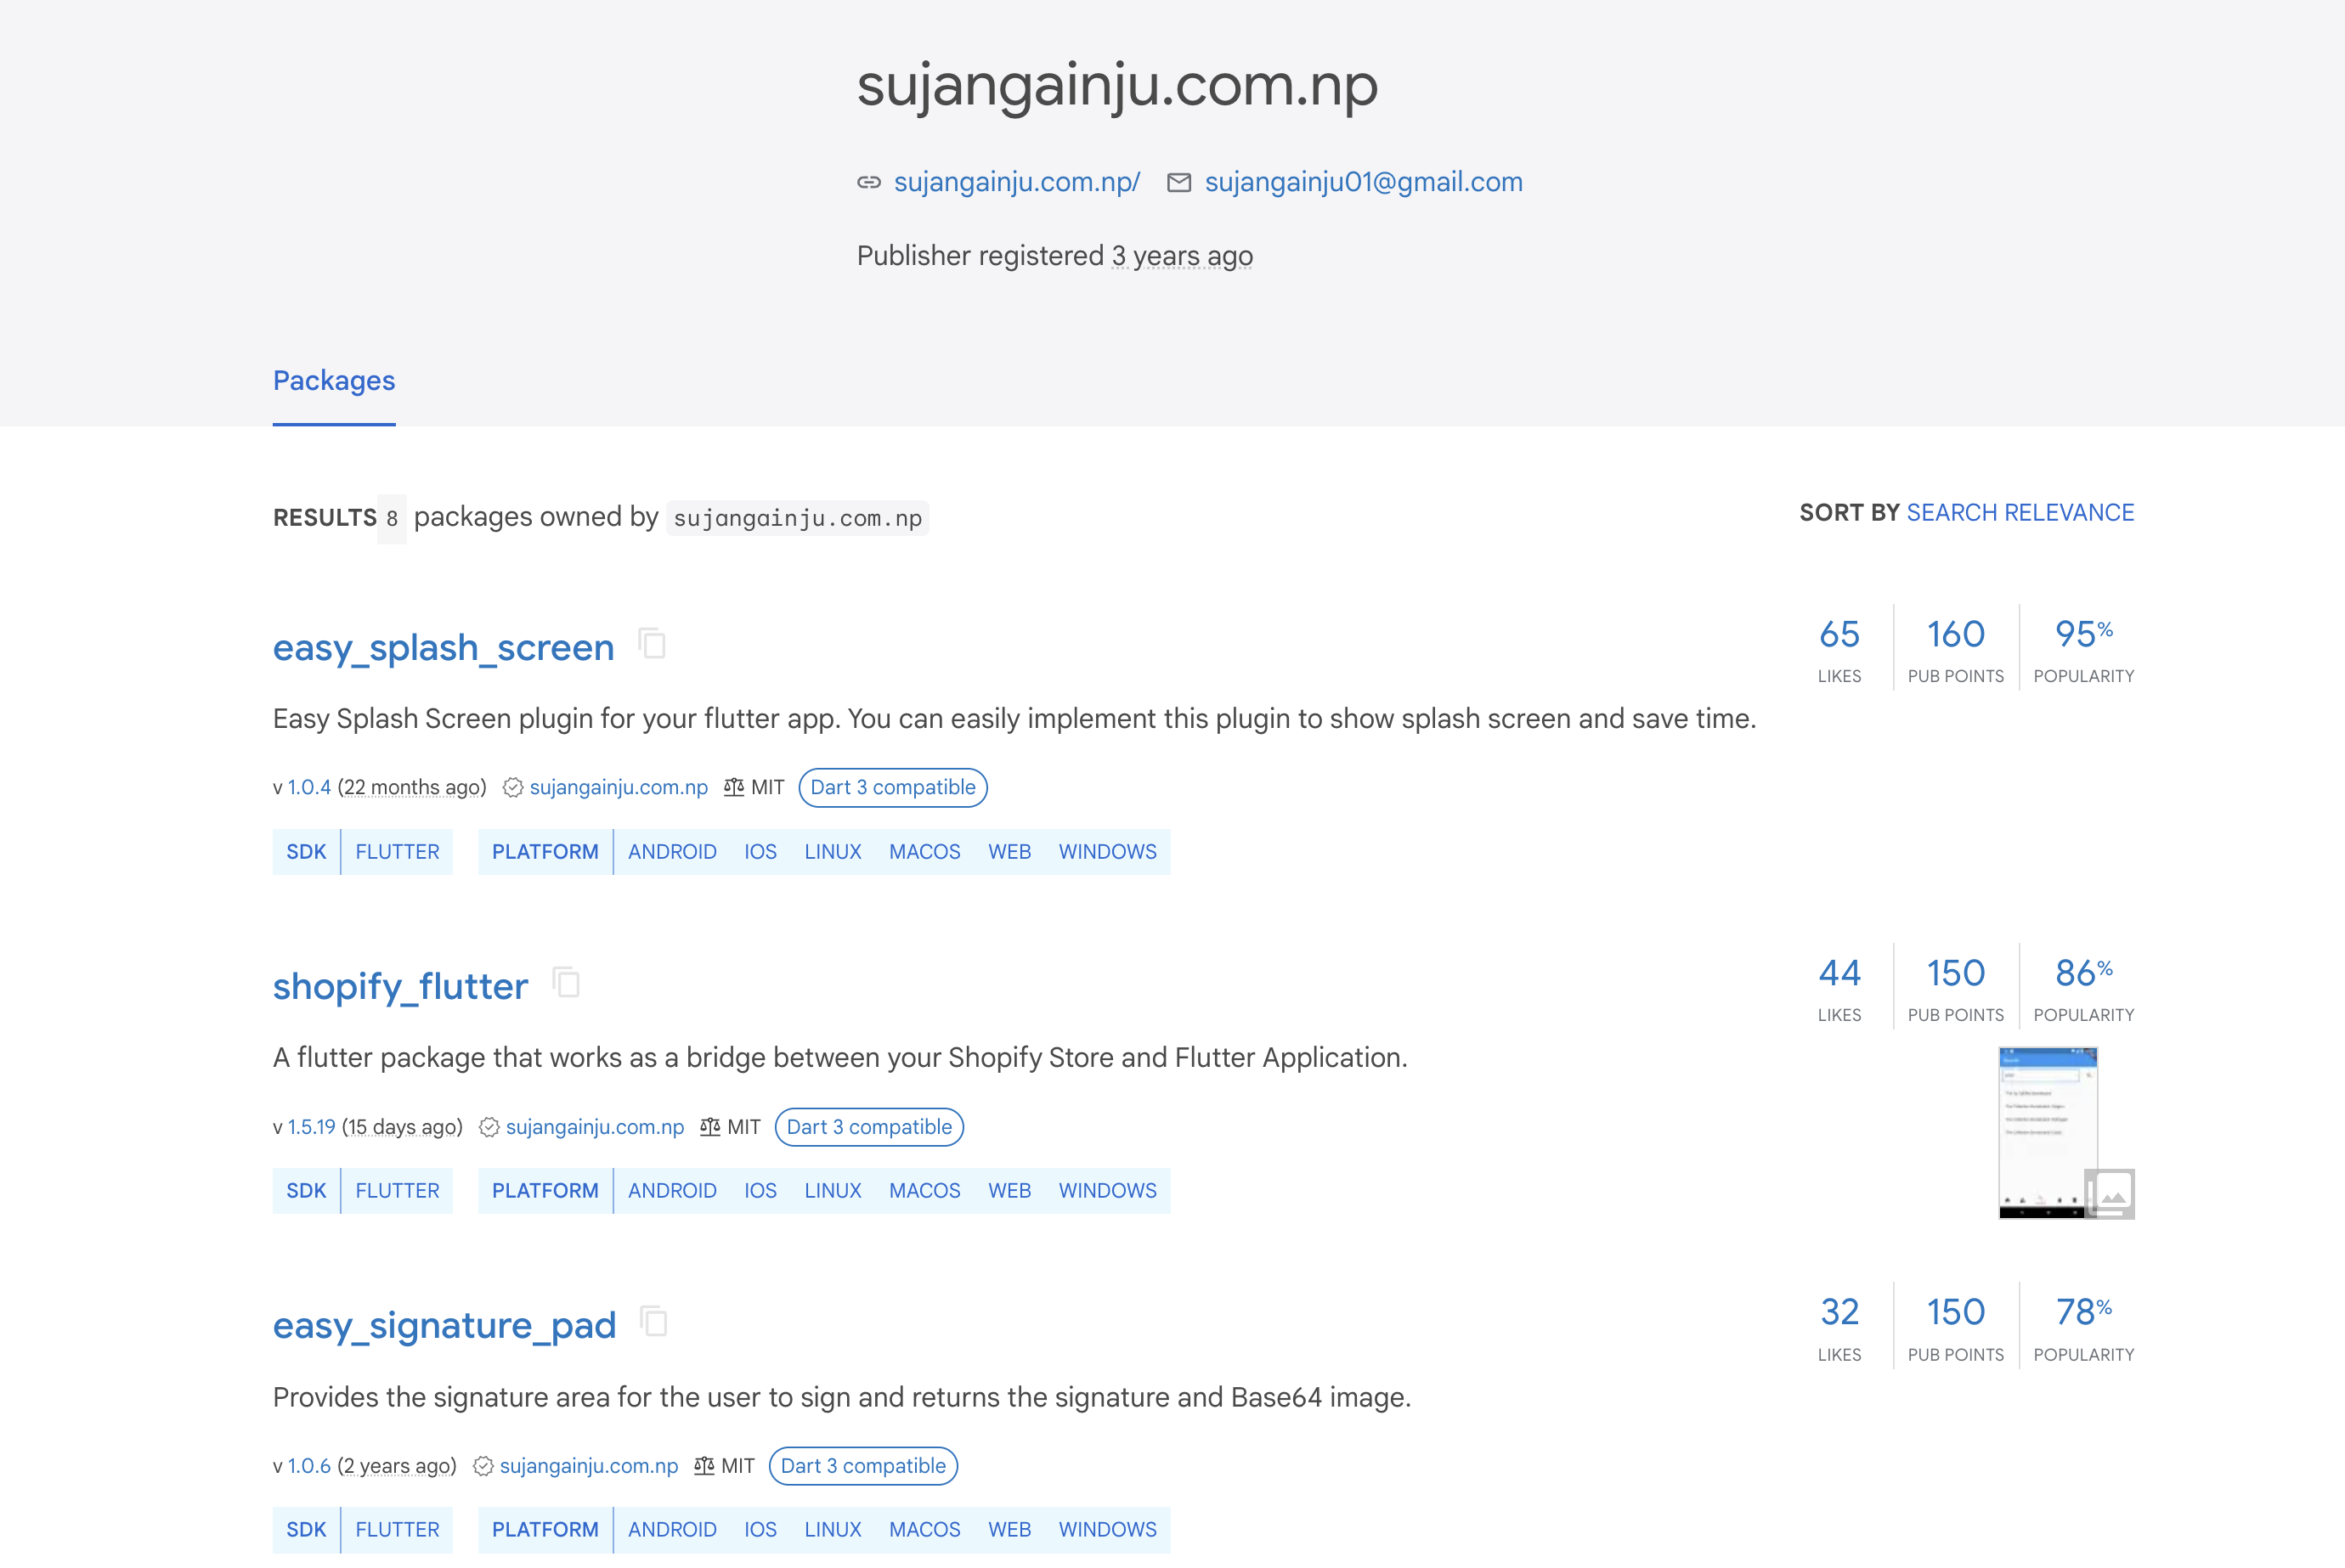 sujangainju.com.np
sujangainju.com.np/ sujangainju01@gmail.com
Publisher registered 3 years ago
Packages
RESULTS 8 packages owned by sujangainju.com.np
SORT BY SEARCH RELEVANCE
easy_splash_screen
65 LIKES 160 PUB POINTS 95% POPULARITY
Easy Splash Screen plugin for your flutter app. You can easily implement this plugin to show splash screen and save time.
v 1.0.4 (22 months ago) sujangainju.com.np MIT Dart 3 compatible
SDK FLUTTER PLATFORM ANDROID IOS LINUX MACOS WEB WINDOWS
shopify_flutter
44 LIKES 150 PUB POINTS 86% POPULARITY
A flutter package that works as a bridge between your Shopify Store and Flutter Application.
v 1.5.19 (15 days ago) sujangainju.com.np MIT Dart 3 compatible
SDK FLUTTER PLATFORM ANDROID IOS LINUX MACOS WEB WINDOWS
easy_signature_pad
32 LIKES 150 PUB POINTS 78% POPULARITY
Provides the signature area for the user to sign and returns the signature and Base64 image.
v 1.0.6 (2 years ago) sujangainju.com.np MIT Dart 3 compatible
SDK FLUTTER PLATFORM ANDROID IOS LINUX MACOS WEB WINDOWS